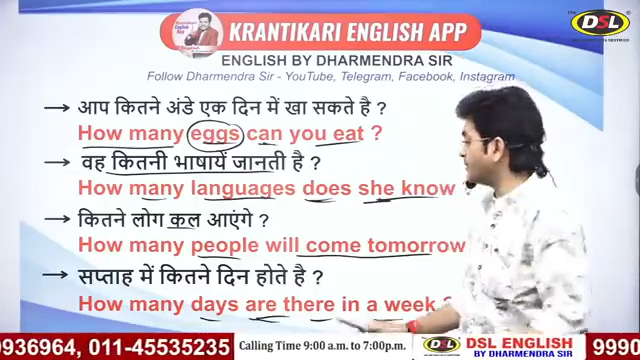 KRANTIKARI ENGLISH APP
ENGLISH BY DHARMENDRA SIR
Follow Dharmendra Sir - YouTube, Telegram, Facebook, Instagram
The DSL
आप कितने अंडे एक दिन में खा सकते है ?
How many eggs can you eat ?
वह कितनी भाषायें जानती है ?
How many languages does she know
कितने लोग कल आएंगे ?
How many people will come tomorrow
सप्ताह में कितने दिन होते है ?
How many days are there in a week ?
9936964, 011-45535235
Calling Time 9:00 a.m. to 7:00p.m.
DSL
DSL ENGLISH
BY DHARMENDRA SIR
9990